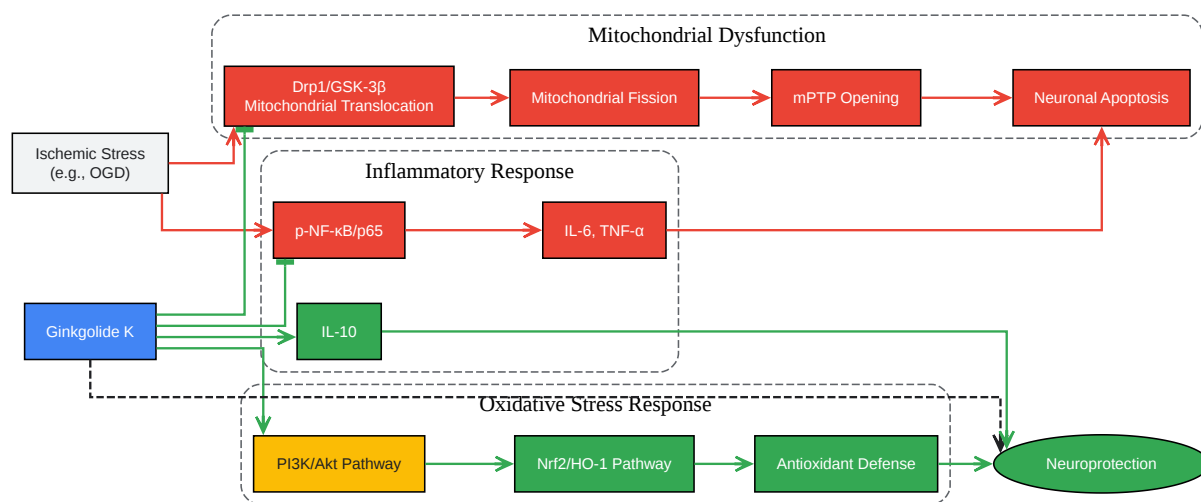 Mitochondrial Dysfunction
Drp1/GSK-3β
Mitochondrial Translocation
Mitochondrial Fission
mPTP Opening
Neuronal Apoptosis
Ischemic Stress
(e.g., OGD)
Inflammatory Response
p-NF-κB/p65
IL-6, TNF-α
Ginkgolide K
IL-10
Oxidative Stress Response
PI3K/Akt Pathway
Nrf2/HO-1 Pathway
Antioxidant Defense
Neuroprotection